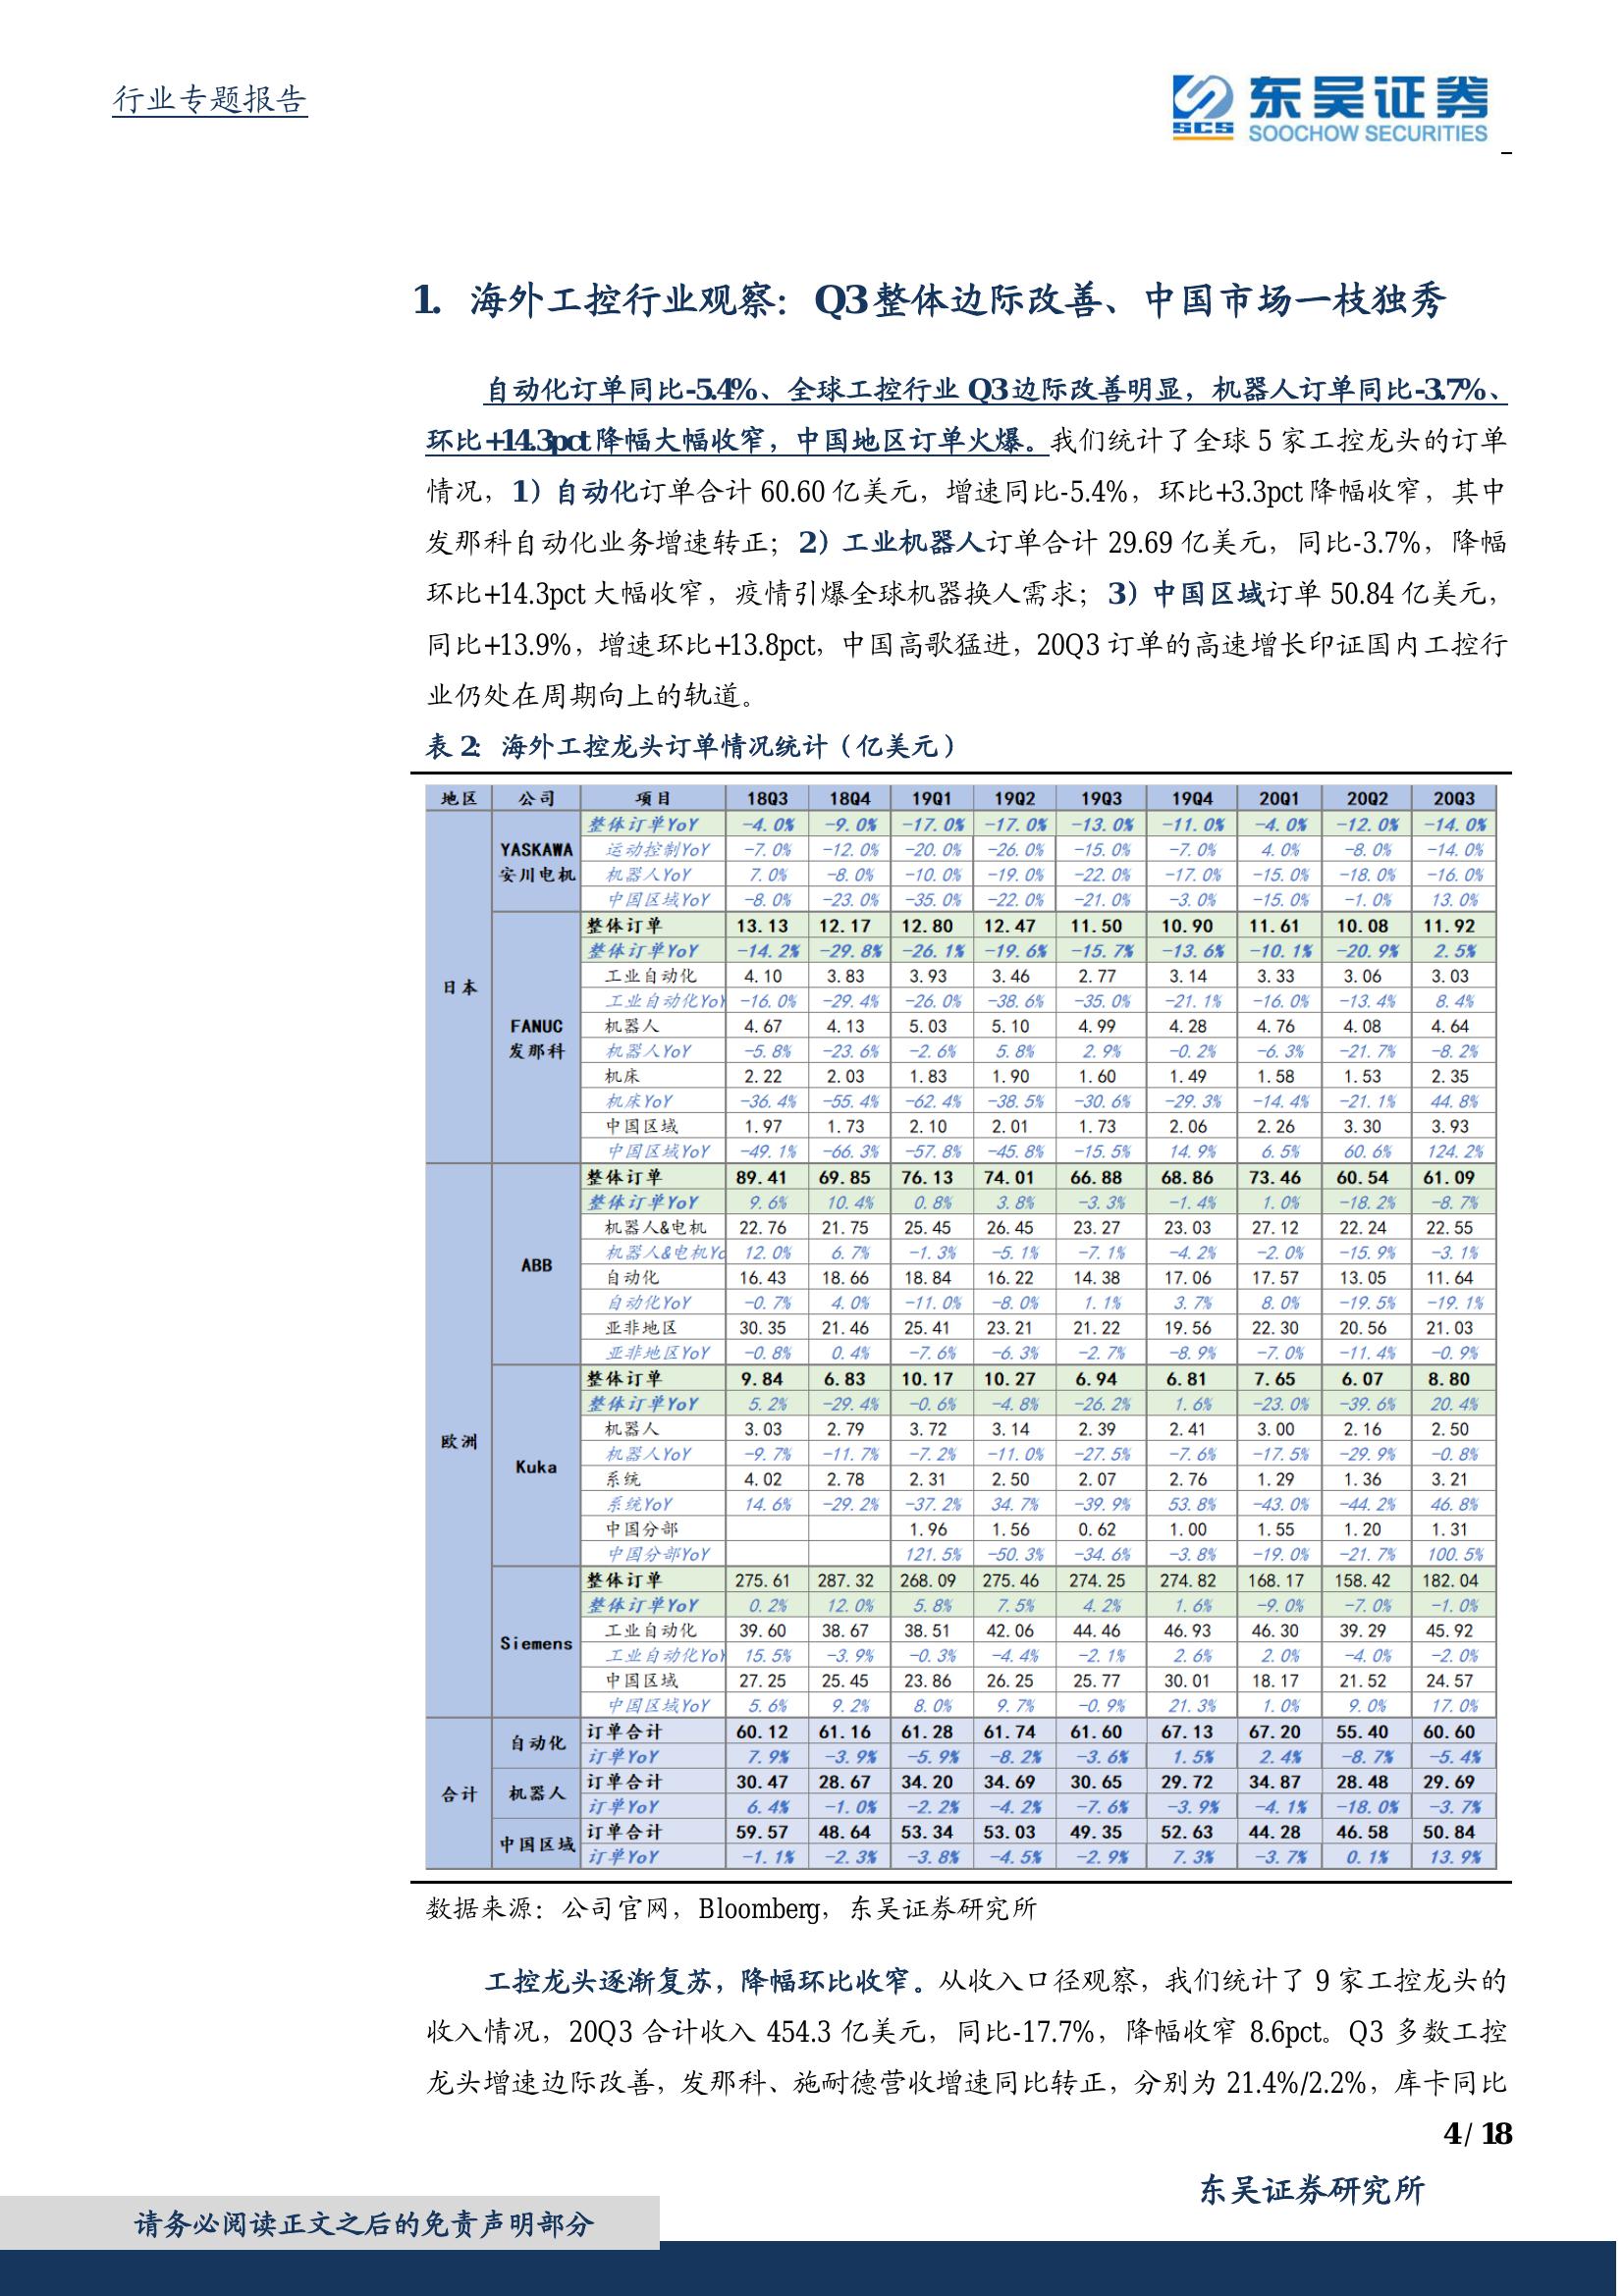 行业专题报告
东吴证券
SCS
SOOCHOW SECURITIES
1. 海外工控行业观察：Q3 整体边际改善、中国市场一枝独秀
自动化订单同比-5.4%、全球工控行业 Q3 边际改善明显，机器人订单同比-3.7%、
环比+14.3pct 降幅大幅收窄，中国地区订单火爆。我们统计了全球 5 家工控龙头的订单
情况，1）自动化订单合计 60.60 亿美元，增速同比-5.4%，环比+3.3pct 降幅收窄，其中
发那科自动化业务增速转正；2）工业机器人订单合计 29.69 亿美元，同比-3.7%，降幅
环比+14.3pct 大幅收窄，疫情引爆全球机器换人需求；3）中国区域订单 50.84 亿美元，
同比+13.9%，增速环比+13.8pct，中国高歌猛进，20Q3 订单的高速增长印证国内工控行
业仍处在周期向上的轨道。
表 2：海外工控龙头订单情况统计（亿美元）
地区 公司 项目 18Q3 18Q4 19Q1 19Q2 19Q3 19Q4 20Q1 20Q2 20Q3
日本 YASKAWA 安川电机 整体订单YoY -4.0% -9.0% -17.0% -17.0% -13.0% -11.0% -4.0% -12.0% -14.0%
运动控制YoY -7.0% -12.0% -20.0% -26.0% -15.0% -7.0% 4.0% -8.0% -14.0%
机器人YoY 7.0% -8.0% -10.0% -19.0% -22.0% -17.0% -15.0% -18.0% -16.0%
中国区域YoY -8.0% -23.0% -35.0% -22.0% -21.0% -3.0% -15.0% -1.0% 13.0%
FANUC 发那科 整体订单 13.13 12.17 12.80 12.47 11.50 10.90 11.61 10.08 11.92
整体订单YoY -14.2% -29.8% -26.1% -19.6% -15.7% -13.6% -10.1% -20.9% 2.5%
工业自动化 4.10 3.83 3.93 3.46 2.77 3.14 3.33 3.06 3.03
工业自动化YoY -16.0% -29.4% -26.0% -38.6% -35.0% -21.1% -16.0% -13.4% 8.4%
机器人 4.67 4.13 5.03 5.10 4.99 4.28 4.76 4.08 4.64
机器人YoY -5.8% -23.6% -2.6% 5.8% 2.9% -0.2% -6.3% -21.7% -8.2%
机床 2.22 2.03 1.83 1.90 1.60 1.49 1.58 1.53 2.35
机床YoY -36.4% -55.4% -62.4% -38.5% -30.6% -29.3% -14.4% -21.1% 44.8%
中国区域 1.97 1.73 2.10 2.01 1.73 2.06 2.26 3.30 3.93
中国区域YoY -49.1% -66.3% -57.8% -45.8% -15.5% 14.9% 6.5% 60.6% 124.2%
欧洲 ABB 整体订单 89.41 69.85 76.13 74.01 66.88 68.86 73.46 60.54 61.09
整体订单YoY 9.6% 10.4% 0.8% 3.8% -3.3% -1.4% 1.0% -18.2% -8.7%
机器人&电机 22.76 21.75 25.45 26.45 23.27 23.03 27.12 22.24 22.55
机器人&电机Yo 12.0% 6.7% -1.3% -5.1% -7.1% -4.2% -2.0% -15.9% -3.1%
自动化 16.43 18.66 18.84 16.22 14.38 17.06 17.57 13.05 11.64
自动化YoY -0.7% 4.0% -11.0% -8.0% 1.1% 3.7% 8.0% -19.5% -19.1%
亚非地区 30.35 21.46 25.41 23.21 21.22 19.56 22.30 20.56 21.03
亚非地区YoY -0.8% 0.4% -7.6% -6.3% -2.7% -8.9% -7.0% -11.4% -0.9%
Kuka 整体订单 9.84 6.83 10.17 10.27 6.94 6.81 7.65 6.07 8.80
整体订单YoY 5.2% -29.4% -0.6% -4.8% -26.2% 1.6% -23.0% -39.6% 20.4%
机器人 3.03 2.79 3.72 3.14 2.39 2.41 3.00 2.16 2.50
机器人YoY -9.7% -11.7% -7.2% -11.0% -27.5% -7.6% -17.5% -29.9% -0.8%
系统 4.02 2.78 2.31 2.50 2.07 2.76 1.29 1.36 3.21
系统YoY 14.6% -29.2% -37.2% 34.7% -39.9% 53.8% -43.0% -44.2% 46.8%
中国分部 1.96 1.56 0.62 1.00 1.55 1.20 1.31
中国分部YoY 121.5% -50.3% -34.6% -3.8% -19.0% -21.7% 100.5%
Siemens 整体订单 275.61 287.32 268.09 275.46 274.25 274.82 168.17 158.42 182.04
整体订单YoY 0.2% 12.0% 5.8% 7.5% 4.2% 1.6% -9.0% -7.0% -1.0%
工业自动化 39.60 38.67 38.51 42.06 44.46 46.93 46.30 39.29 45.92
工业自动化YoY 15.5% -3.9% -0.3% -4.4% -2.1% 2.6% 2.0% -4.0% -2.0%
中国区域 27.25 25.45 23.86 26.25 25.77 30.01 18.17 21.52 24.57
中国区域YoY 5.6% 9.2% 8.0% 9.7% -0.9% 21.3% 1.0% 9.0% 17.0%
合计 自动化 订单合计 60.12 61.16 61.28 61.74 61.60 67.13 67.20 55.40 60.60
订单YoY 7.9% -3.9% -5.9% -8.2% -3.6% 1.5% 2.4% -8.7% -5.4%
机器人 订单合计 30.47 28.67 34.20 34.69 30.65 29.72 34.87 28.48 29.69
订单YoY 6.4% -1.0% -2.2% -4.2% -7.6% -3.9% -4.1% -18.0% -3.7%
中国区域 订单合计 59.57 48.64 53.34 53.03 49.35 52.63 44.28 46.58 50.84
订单YoY -1.1% -2.3% -3.8% -4.5% -2.9% 7.3% -3.7% 0.1% 13.9%
数据来源：公司官网，Bloomberg，东吴证券研究所
工控龙头逐渐复苏，降幅环比收窄。从收入口径观察，我们统计了 9 家工控龙头的
收入情况，20Q3 合计收入 454.3 亿美元，同比-17.7%，降幅收窄 8.6pct。Q3 多数工控
龙头增速边际改善，发那科、施耐德营收增速同比转正，分别为 21.4%/2.2%，库卡同比
4 / 18
东吴证券研究所
请务必阅读正文之后的免责声明部分